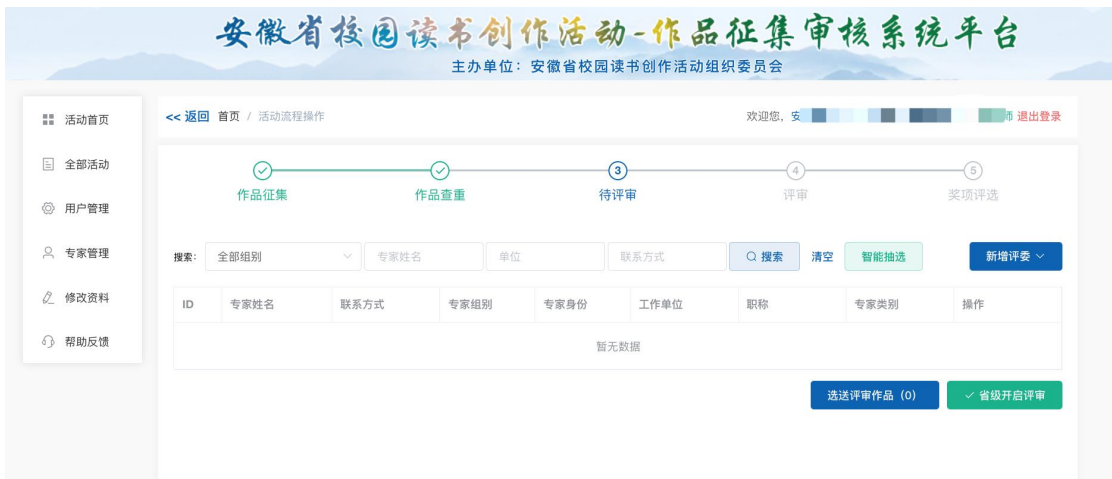 安徽省校园读书创作活动-作品征集审核系统平台
主办单位：安徽省校园读书创作活动组织委员会
活动首页
全部活动
用户管理
专家管理
修改资料
帮助反馈
<< 返回 首页 / 活动流程操作
欢迎您，安 师 退出登录
3 4 5
作品征集 作品查重 待评审 评审 奖项评选
搜索： 全部组别 专家姓名 单位 联系方式 搜索 清空 智能抽选 新增评委
ID 专家姓名 联系方式 专家组别 专家身份 工作单位 职称 专家类别 操作
暂无数据
选送评审作品（0） 省级开启评审